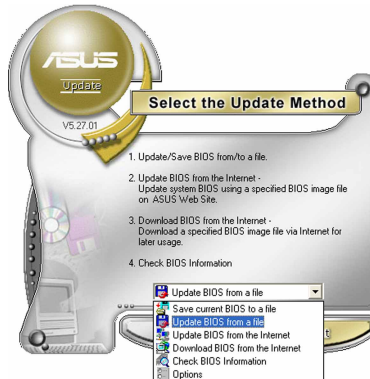 ASUS
Update
V5.27.01
Select the Update Method
1. Update/Save BIOS from/to a file.
2. Update BIOS from the Internet -
Update system BIOS using a specified BIOS image file
on ASUS Web Site.
3. Download BIOS from the Internet -
Download a specified BIOS image file via Internet for
later usage.
4. Check BIOS Information
Update BIOS from a file
Save current BIOS to a file
Update BIOS from a file
Update BIOS from the Internet
Download BIOS from the Internet
Check BIOS Information
Options